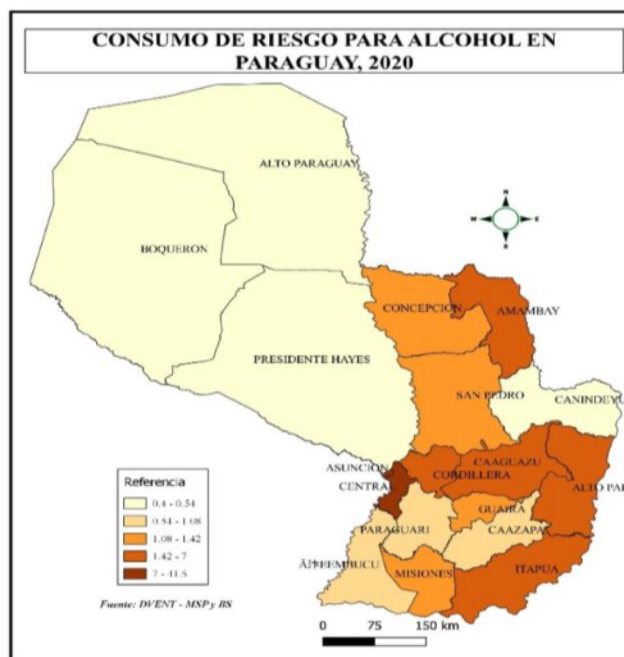 CONSUMO DE RIESGO PARA ALCOHOL EN
PARAGUAY, 2020
ALTO PARAGUAY
N
W E
S
BOQUERON
CONCEPCION
AMAMBAY
PRESIDENTE HAYES
SAN PEDRO
CANINDEYU
ASUNCION
CAAGUAZU
CORDILLERA
CENTRAL
ALTO PAR
Referencia
0.4 - 0.54
0.54 - 1.08
1.08 - 1.42
1.42 - 7
7 - 41.5
GUAIRA
PARAGUARI
CAAZAPA
EEMBUCU
MISIONES
ITAPUA
Fuente: DVENT - MSP y BS
0 75 150 km